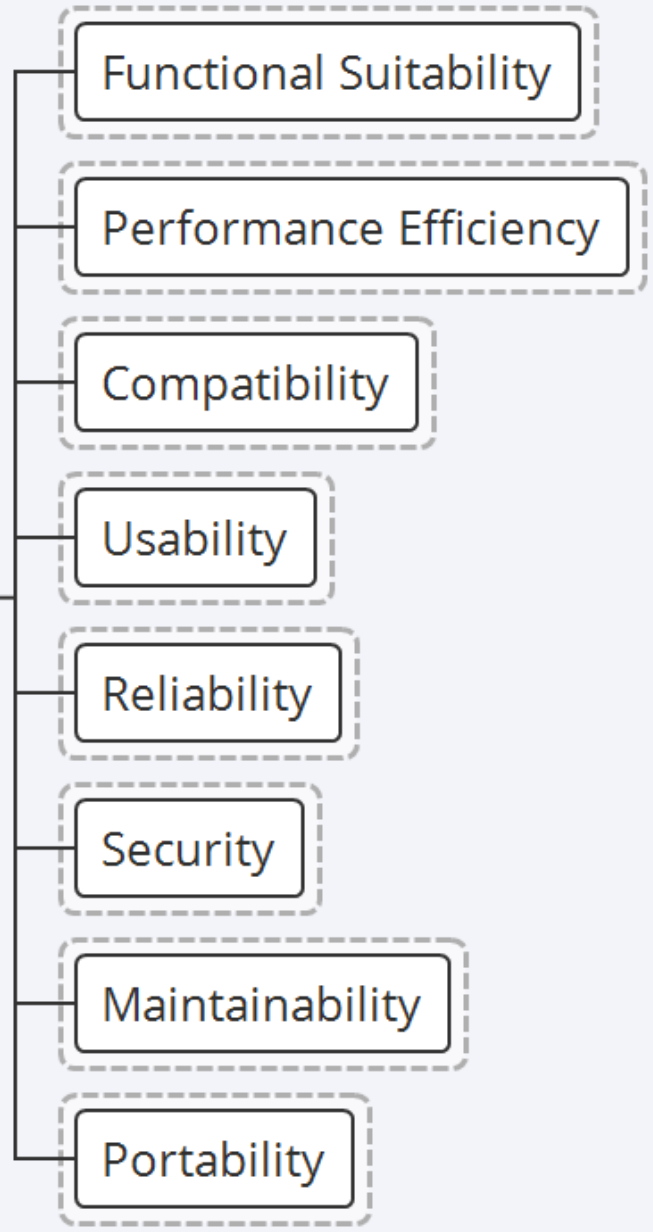 Functional Suitability
Performance Efficiency
Compatibility
Usability
Reliability
Security
Maintainability
Portability